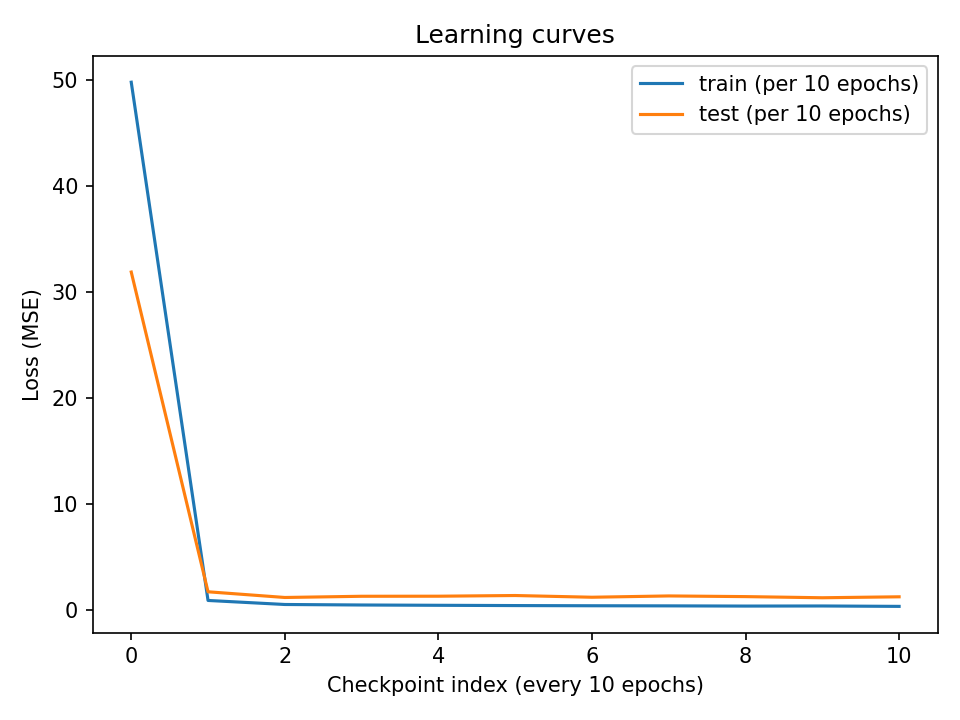 Learning curves
train (per 10 epochs)
test (per 10 epochs)
50
40
30
20
10
0
Loss (MSE)
0 2 4 6 8 10
Checkpoint index (every 10 epochs)